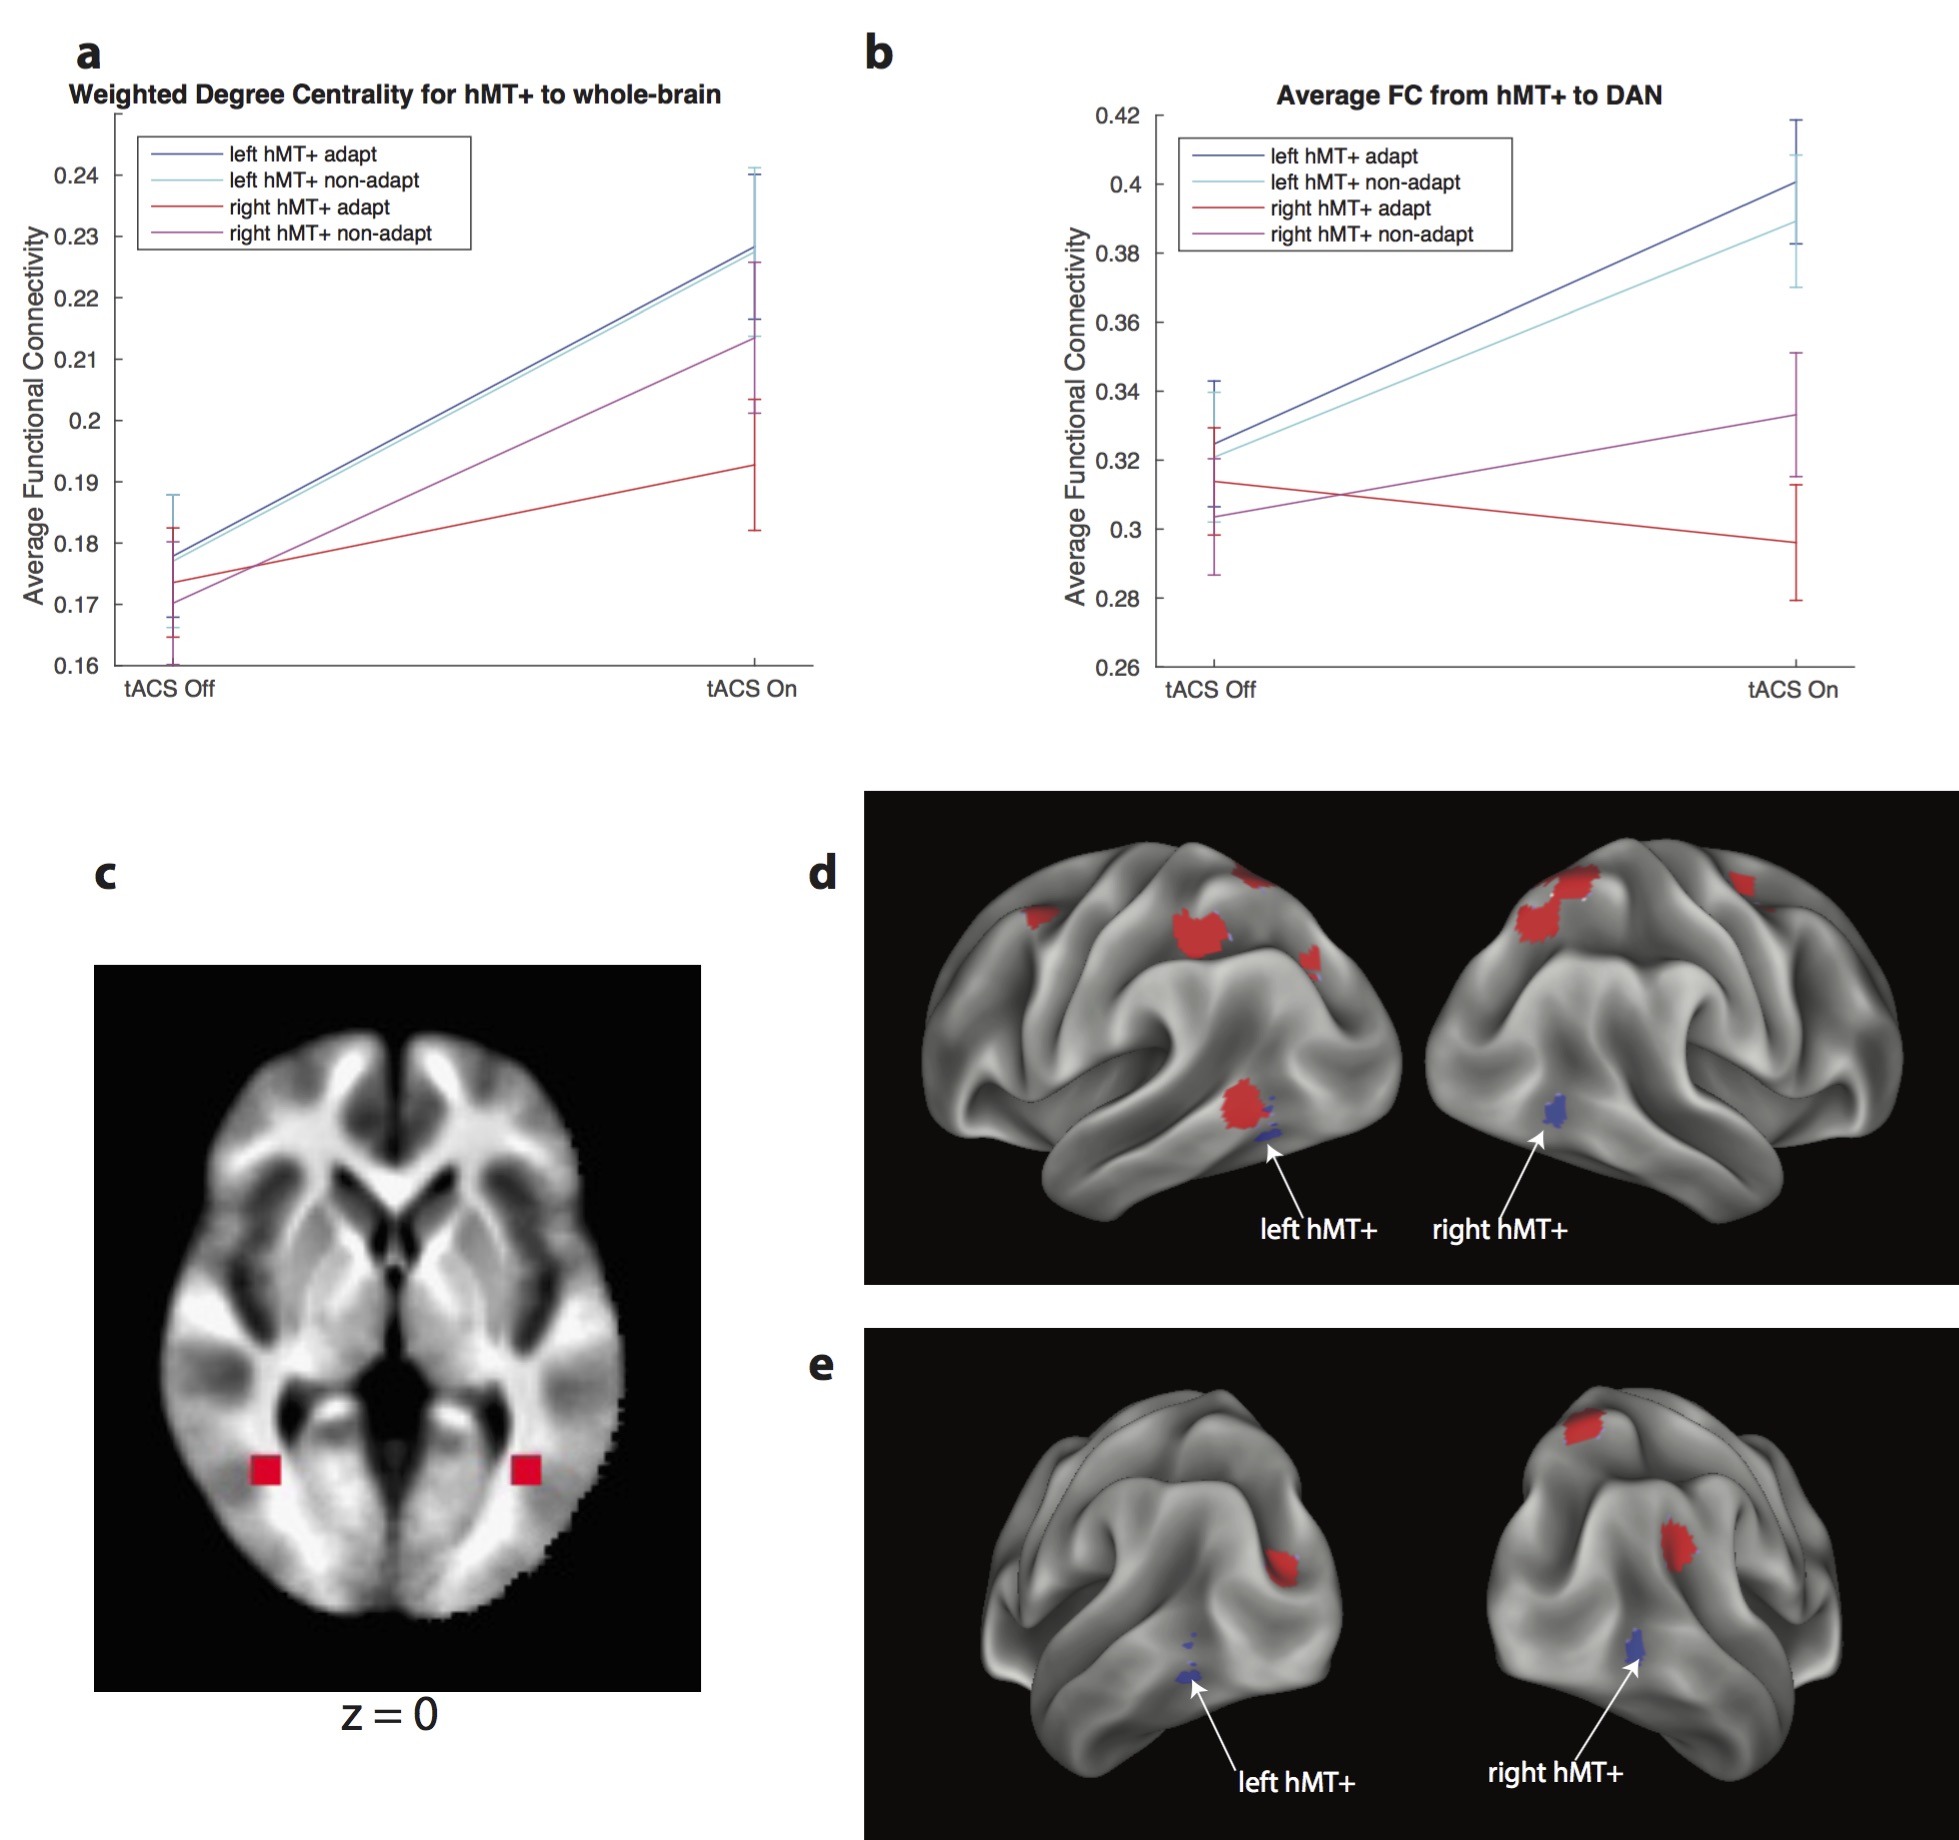 a
Weighted Degree Centrality for hMT+ to whole-brain
left hMT+ adapt
left hMT+ non-adapt
right hMT+ adapt
right hMT+ non-adapt
Average Functional Connectivity
0.24
0.23
0.22
0.21
0.2
0.19
0.18
0.17
0.16
tACS Off
tACS On
b
Average FC from hMT+ to DAN
left hMT+ adapt
left hMT+ non-adapt
right hMT+ adapt
right hMT+ non-adapt
Average Functional Connectivity
0.42
0.4
0.38
0.36
0.34
0.32
0.3
0.28
0.26
tACS Off
tACS On
c
z = 0
d
left hMT+
right hMT+
e
left hMT+
right hMT+